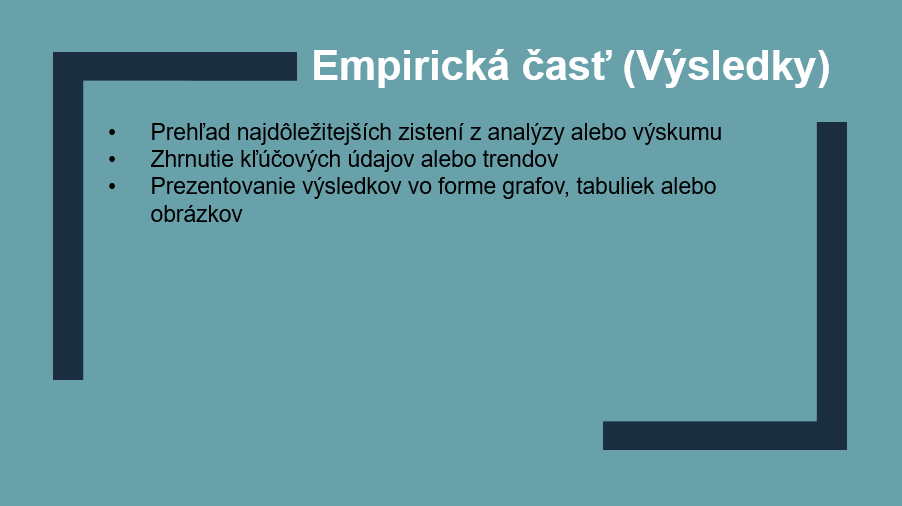 Empirická časť (Výsledky)
• Prehľad najdôležitejších zistení z analýzy alebo výskumu
• Zhrnutie kľúčových údajov alebo trendov
• Prezentovanie výsledkov vo forme grafov, tabuliek alebo
obrázkov